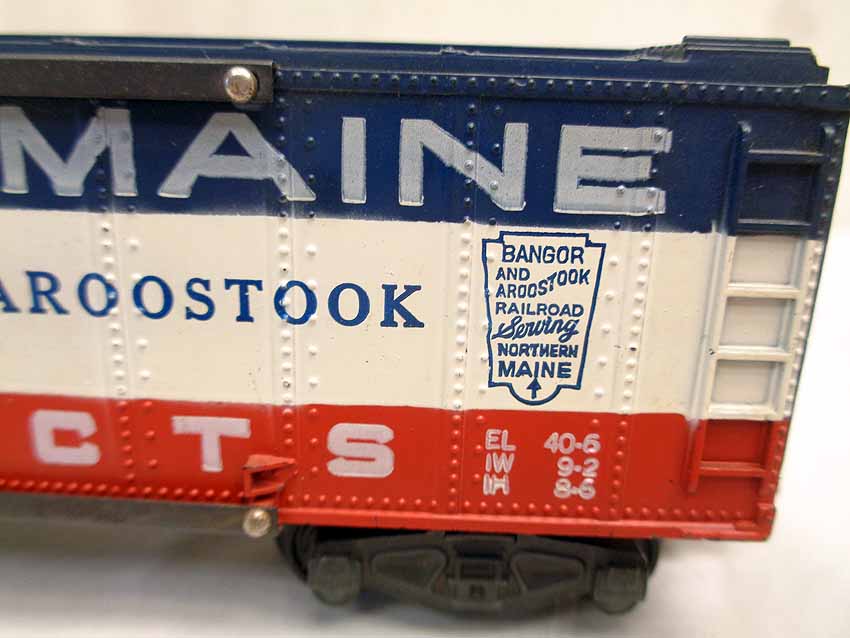 MAINE
AROOSTOOK
BANGOR
AND
AROOSTOOK
RAILROAD
Serving
NORTHERN
MAINE
C T S
EL 40-6
IW 9-2
IH 8-6